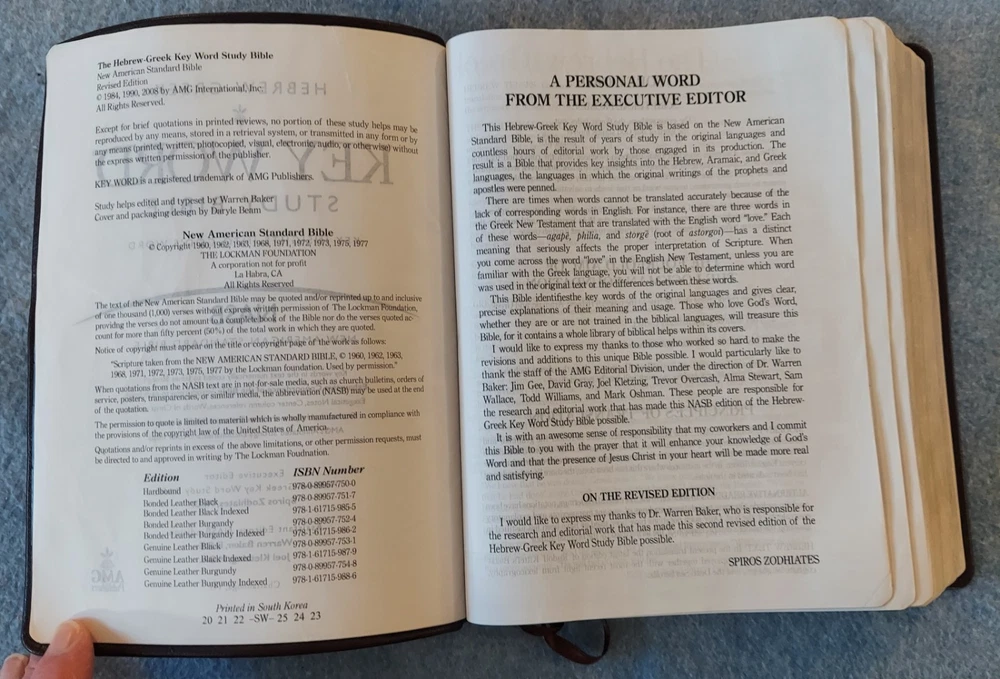 The Hebrew-Greek Key Word Study Bible
New American Standard Bible
Revised Edition
© 1984, 1990, 2008 by AMG International, Inc.
All Rights Reserved.
Except for brief quotations in printed reviews, no portion of these study helps may be
reproduced by any means, stored in a retrieval system, or transmitted in any form or by
any means (printed, written, photocopied, visual, electronic, audio, or otherwise) without
the express written permission of the publisher.
KEY WORD is a registered trademark of AMG Publishers.
Study helps edited and typeset by Warren Baker
Cover and packaging design by Daryle Behm
New American Standard Bible
© Copyright 1960, 1962, 1963, 1968, 1971, 1972, 1973, 1975, 1977
THE LOCKMAN FOUNDATION
A corporation not for profit
La Habra, CA
All Rights Reserved
The text of the New American Standard Bible may be quoted and/or reprinted up to and inclusive
of one thousand (1,000) verses without express written permission of The Lockman Foundation,
providng the verses do not amount to a complete book of the Bible nor do the verses quoted ac-
count for more than fifty percent (50%) of the total work in which they are quoted.
Notice of copyright must appear on the title or copyright page of the work as follows:
"Scripture taken from the NEW AMERICAN STANDARD BIBLE, © 1960, 1962, 1963,
1968, 1971, 1972, 1973, 1975, 1977 by the Lockman foundation. Used by permission."
When quotations from the NASB text are in not-for-sale media, such as church bulletins, orders of
service, posters, transparencies, or similar media, the abbreviation (NASB) may be used at the end
of the quotation.
The permission to quote is limited to material which is wholly manufactured in compliance with
the provisions of the copyright law of the United States of America.
Quotations and/or reprints in excess of the above limitations, or other permission requests, must
be directed to and approved in writing by The Lockman Foudnation.
Edition ISBN Number
Hardbound 978-0-89957-750-0
Bonded Leather Black 978-0-89957-751-7
Bonded Leather Black Indexed 978-1-61715-985-5
Bonded Leather Burgundy 978-0-89957-752-4
Bonded Leather Burgundy Indexed 978-1-61715-986-2
Genuine Leather Black 978-0-89957-753-1
Genuine Leather Black Indexed 978-1-61715-987-9
Genuine Leather Burgundy 978-0-89957-754-8
Genuine Leather Burgundy Indexed 978-1-61715-988-6
Printed in South Korea
20 21 22 –SW– 25 24 23
A PERSONAL WORD
FROM THE EXECUTIVE EDITOR
This Hebrew-Greek Key Word Study Bible is based on the New American
Standard Bible, is the result of years of study in the original languages and
countless hours of editorial work by those engaged in its production. The
result is a Bible that provides key insights into the Hebrew, Aramaic, and Greek
languages, the languages in which the original writings of the prophets and
apostles were penned.
There are times when words cannot be translated accurately because of the
lack of corresponding words in English. For instance, there are three words in
the Greek New Testament that are translated with the English word "love." Each
of these words—agapē, philia, and storgē (root of astorgoi)—has a distinct
meaning that seriously affects the proper interpretation of Scripture. When
you come across the word "love" in the English New Testament, unless you are
familiar with the Greek language, you will not be able to determine which word
was used in the original text or the differences between these words.
This Bible identifiesthe key words of the original languages and gives clear,
precise explanations of their meaning and usage. Those who love God's Word,
whether they are or are not trained in the biblical languages, will treasure this
Bible, for it contains a whole library of biblical helps within its covers.
I would like to express my thanks to those who worked so hard to make the
revisions and additions to this unique Bible possible. I would particularly like to
thank the staff of the AMG Editorial Division, under the direction of Dr. Warren
Baker: Jim Gee, David Gray, Joel Kletzing, Trevor Overcash, Alma Stewart, Sam
Wallace, Todd Williams, and Mark Oshman. These people are responsible for
the research and editorial work that has made this NASB edition of the Hebrew-
Greek Key Word Study Bible possible.
It is with an awesome sense of responsibility that my coworkers and I commit
this Bible to you with the prayer that it will enhance your knowledge of God's
Word and that the presence of Jesus Christ in your heart will be made more real
and satisfying.
ON THE REVISED EDITION
I would like to express my thanks to Dr. Warren Baker, who is responsible for
the research and editorial work that has made this second revised edition of the
Hebrew-Greek Key Word Study Bible possible.
SPIROS ZODHIATES